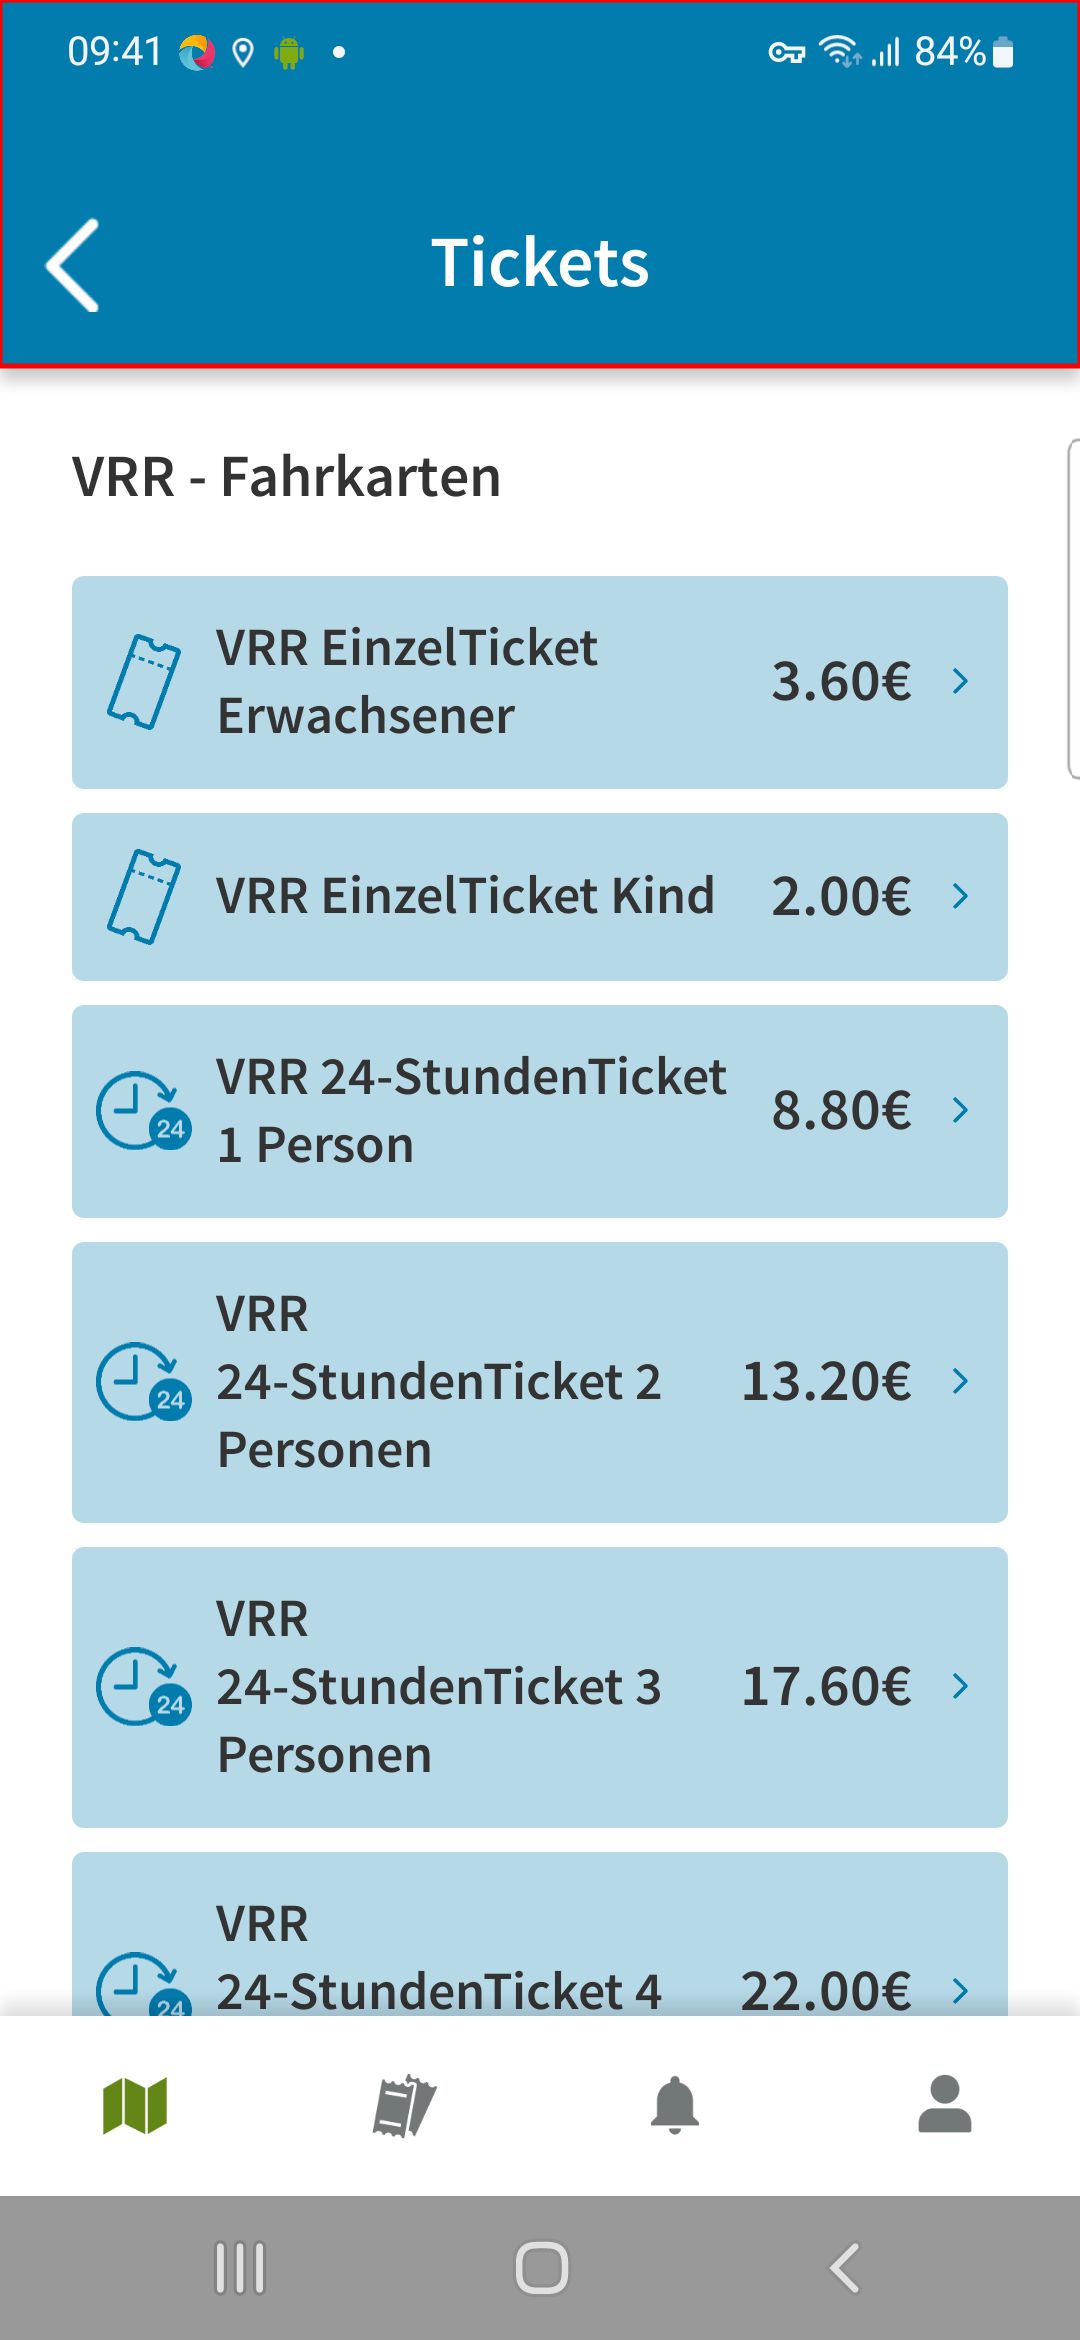 09:41
84%
Tickets
VRR - Fahrkarten
VRR EinzelTicket
Erwachsener
3.60€
VRR EinzelTicket Kind
2.00€
24
VRR 24-StundenTicket
1 Person
8.80€
24
VRR
24-StundenTicket 2
Personen
13.20€
24
VRR
24-StundenTicket 3
Personen
17.60€
24
VRR
24-StundenTicket 4
22.00€